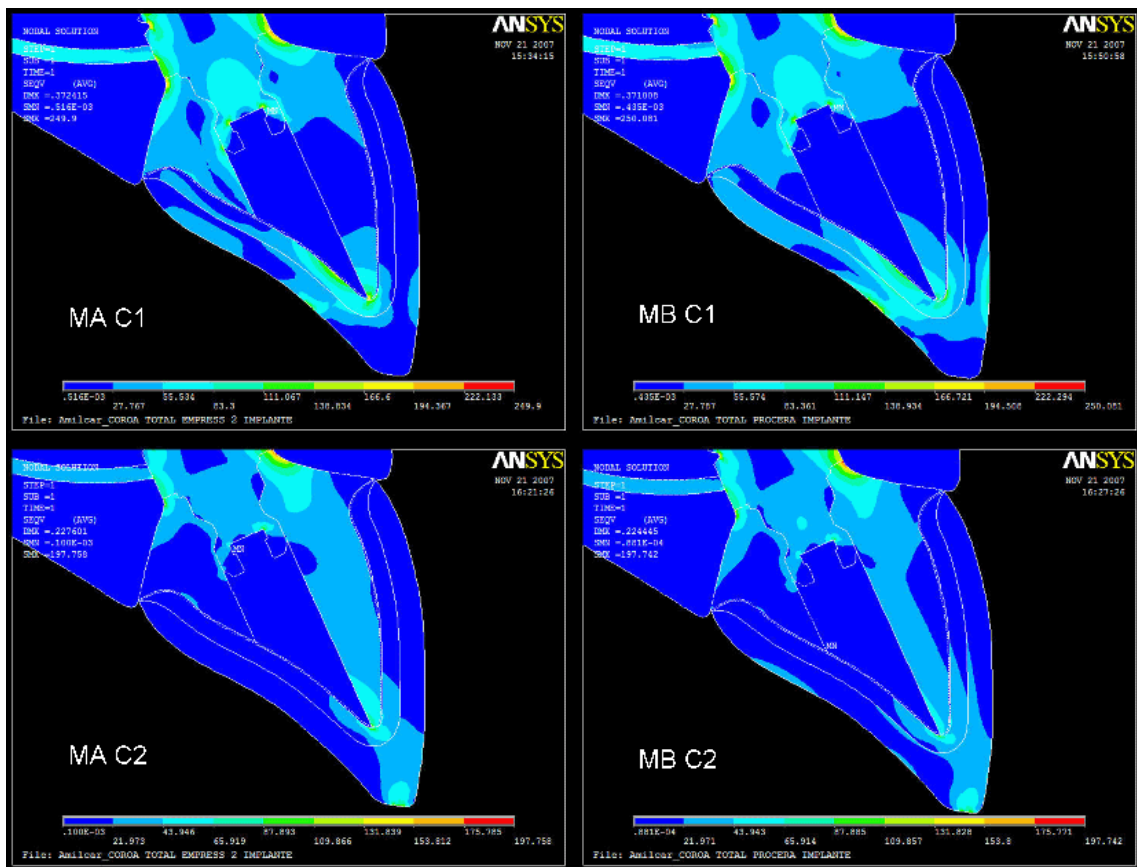 ANSYS
NODAL SOLUTION
NOV 21 2007
15:34:15
STEP=1
SUB =1
TIME=1
SEQV (AVG)
DMX =.372415
SMN =.516E-03
SMX =249.9
MN
MA C1
.516E-03 55.534 111.067 166.6 222.133
27.767 83.3 138.834 194.367 249.9
File: Amilcar_COROA TOTAL EMPRESS 2 IMPLANTE
ANSYS
NODAL SOLUTION
NOV 21 2007
15:50:58
STEP=1
SUB =1
TIME=1
SEQV (AVG)
DMX =.371008
SMN =.435E-03
SMX =250.081
MN
MB C1
.435E-03 55.574 111.147 166.721 222.294
27.787 83.361 138.934 194.508 250.081
File: Amilcar_COROA TOTAL PROCERA IMPLANTE
ANSYS
NODAL SOLUTION
NOV 21 2007
16:21:26
STEP=1
SUB =1
TIME=1
SEQV (AVG)
DMX =.227601
SMN =.100E-03
SMX =197.758
MN
MA C2
.100E-03 43.946 87.893 131.839 175.785
21.973 65.919 109.866 153.812 197.758
File: Amilcar_COROA TOTAL EMPRESS 2 IMPLANTE
ANSYS
NODAL SOLUTION
NOV 21 2007
16:27:26
STEP=1
SUB =1
TIME=1
SEQV (AVG)
DMX =.224445
SMN =.881E-04
SMX =197.742
MN
MB C2
.881E-04 43.943 87.885 131.828 175.771
21.971 65.914 109.857 153.8 197.742
File: Amilcar_COROA TOTAL PROCERA IMPLANTE